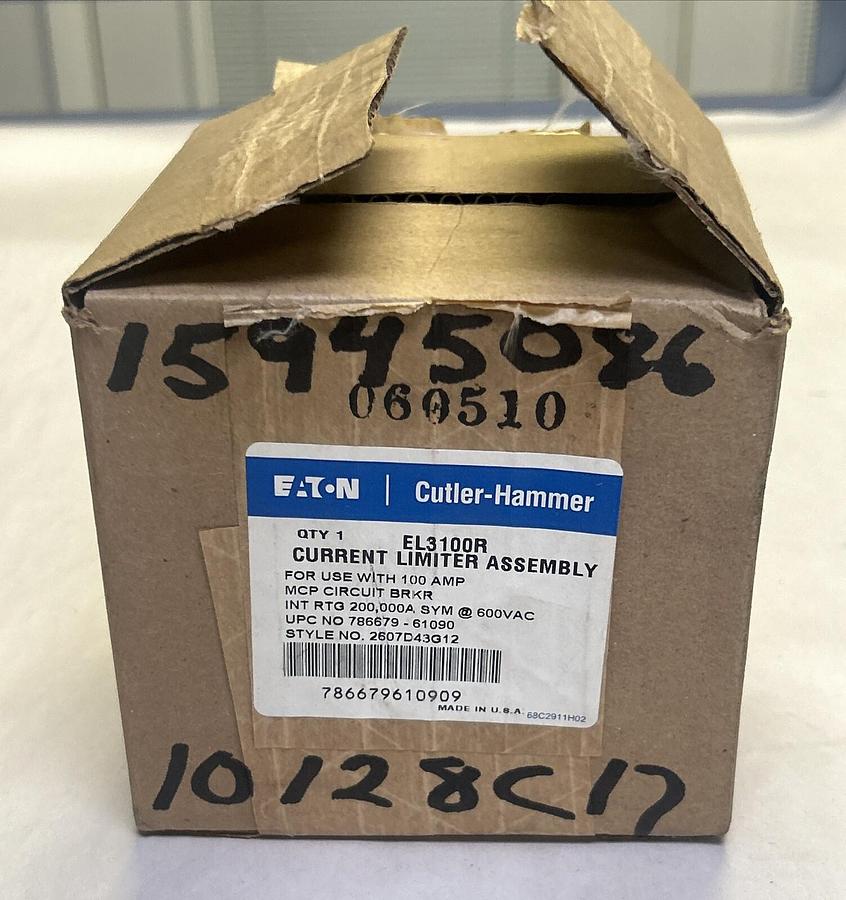 15945086
060510
EATON | Cutler-Hammer
QTY 1 EL3100R
CURRENT LIMITER ASSEMBLY
FOR USE WITH 100 AMP
MCP CIRCUIT BRKR
INT RTG 200,000A SYM @ 600VAC
UPC NO 786679 - 61090
STYLE NO. 2607D43G12
786679610909
MADE IN U.S.A. 68C2911H02
10128C17